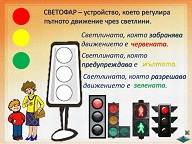 СВЕТОФАР – устройство, което регулира
пътното движение чрез светлини.
Светлината, която забранява
движението е червената.
Светлината, която
предупреждава е жълтата.
Светлината, която разрешава
движението е зелената.